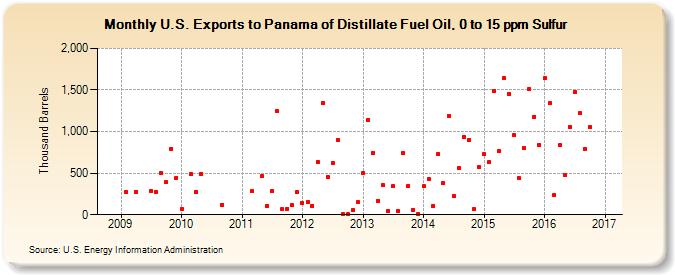 Monthly U.S. Exports to Panama of Distillate Fuel Oil, 0 to 15 ppm Sulfur
Thousand Barrels
2,000
1,500
1,000
500
0
2009 2010 2011 2012 2013 2014 2015 2016 2017
Source: U.S. Energy Information Administration